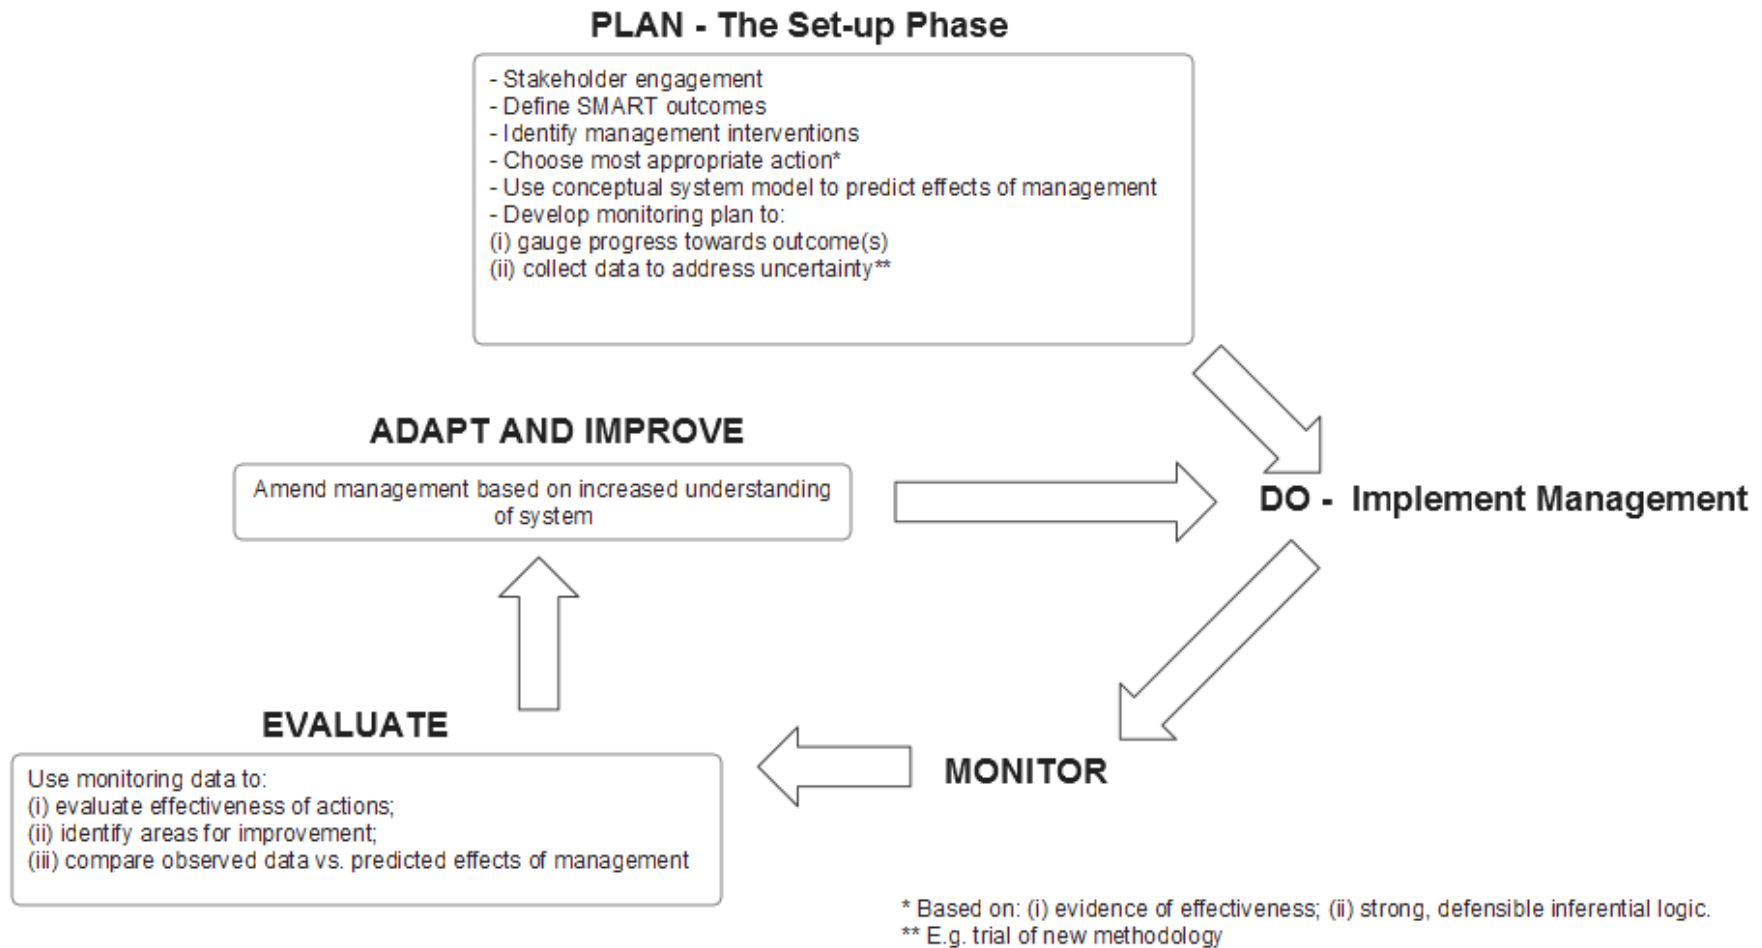 PLAN - The Set-up Phase
- Stakeholder engagement
- Define SMART outcomes
- Identify management interventions
- Choose most appropriate action*
- Use conceptual system model to predict effects of management
- Develop monitoring plan to:
(i) gauge progress towards outcome(s)
(ii) collect data to address uncertainty**
ADAPT AND IMPROVE
Amend management based on increased understanding
of system
DO - Implement Management
MONITOR
EVALUATE
Use monitoring data to:
(i) evaluate effectiveness of actions;
(ii) identify areas for improvement;
(iii) compare observed data vs. predicted effects of management
* Based on: (i) evidence of effectiveness; (ii) strong, defensible inferential logic.
** E.g. trial of new methodology